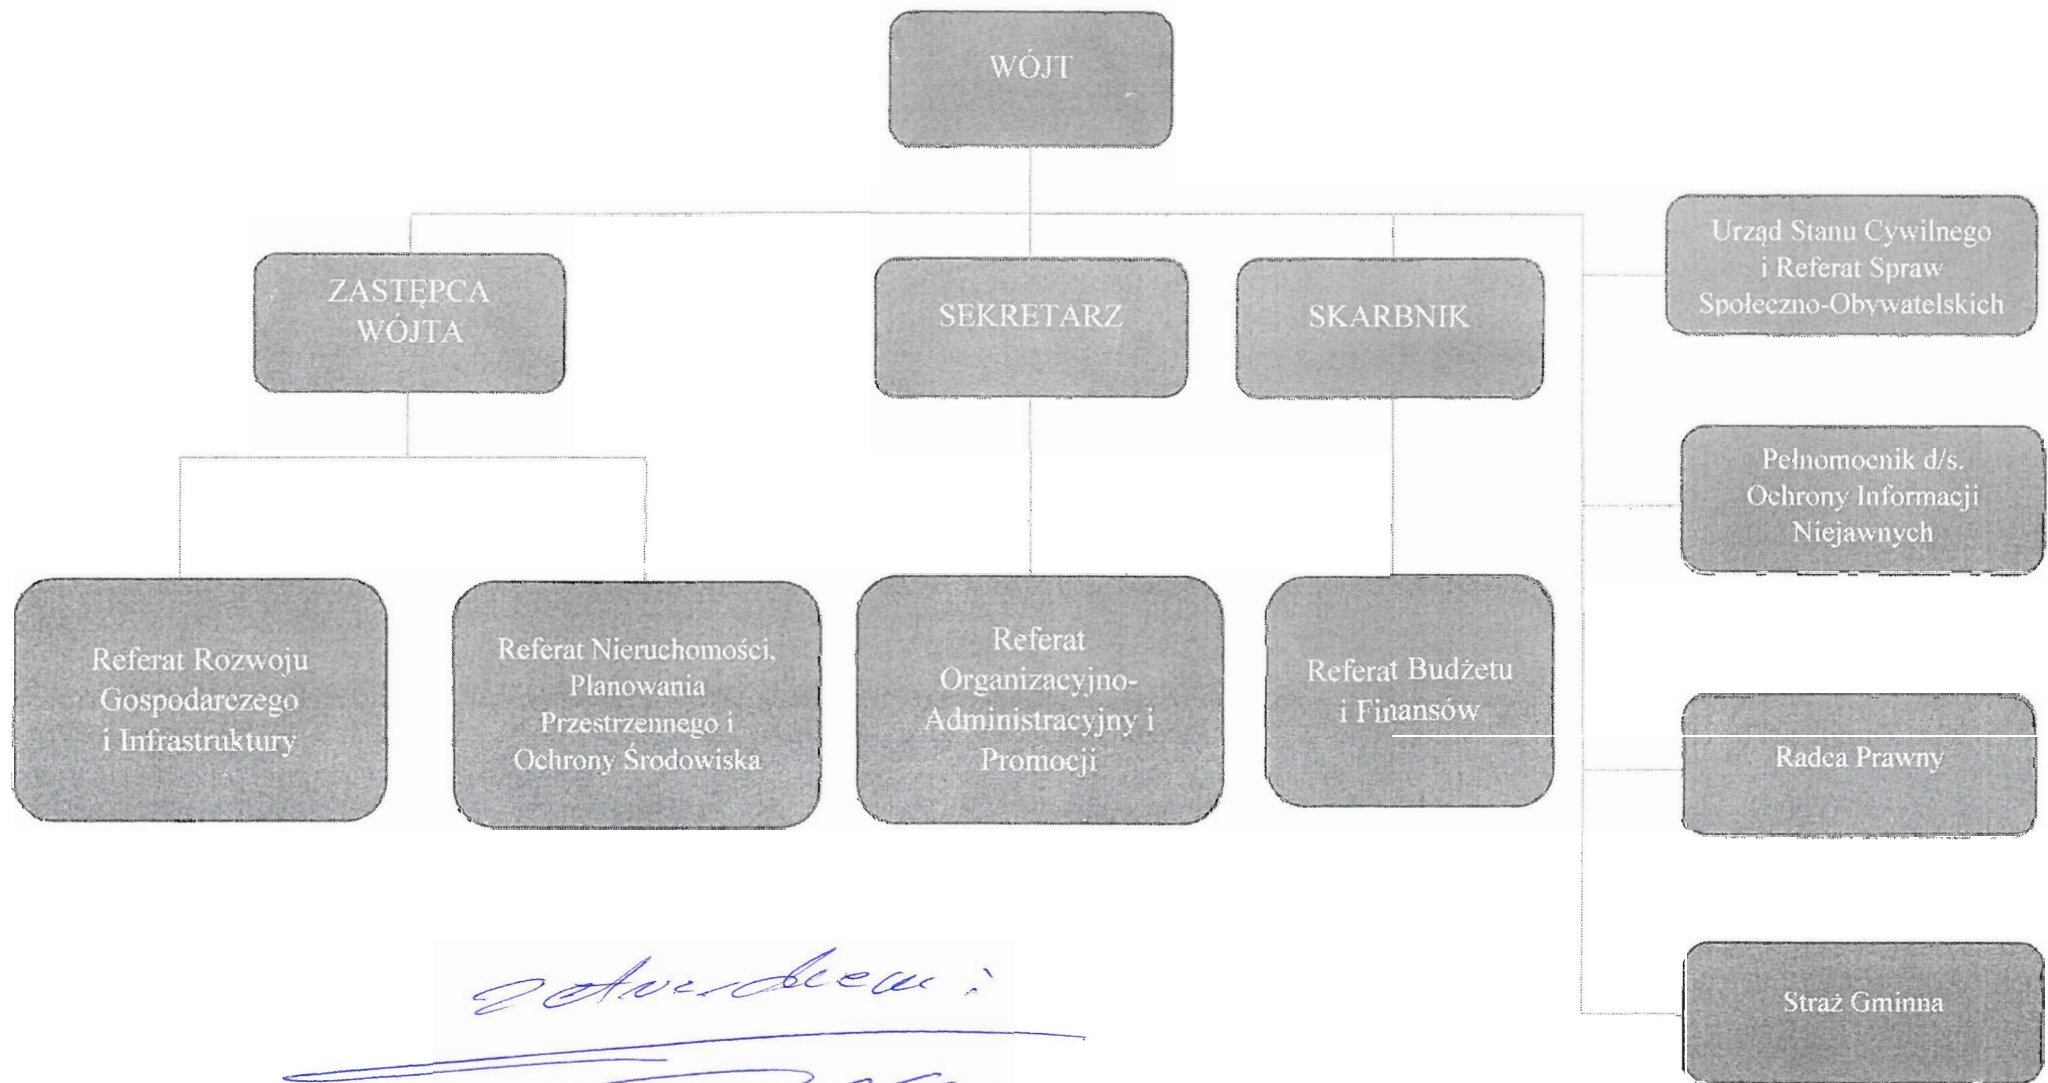 WÓJT
ZASTĘPCA
WÓJTA
SEKRETARZ
SKARBNIK
Urząd Stanu Cywilnego
i Referat Spraw
Społeczno-Obywatelskich
Pełnomocnik d/s.
Ochrony Informacji
Niejawnych
Radca Prawny
Straż Gminna
Referat Rozwoju
Gospodarczego
i Infrastruktury
Referat Nieruchomości,
Planowania
Przestrzennego i
Ochrony Środowiska
Referat
Organizacyjno-
Administracyjny i
Promocji
Referat Budżetu
i Finansów